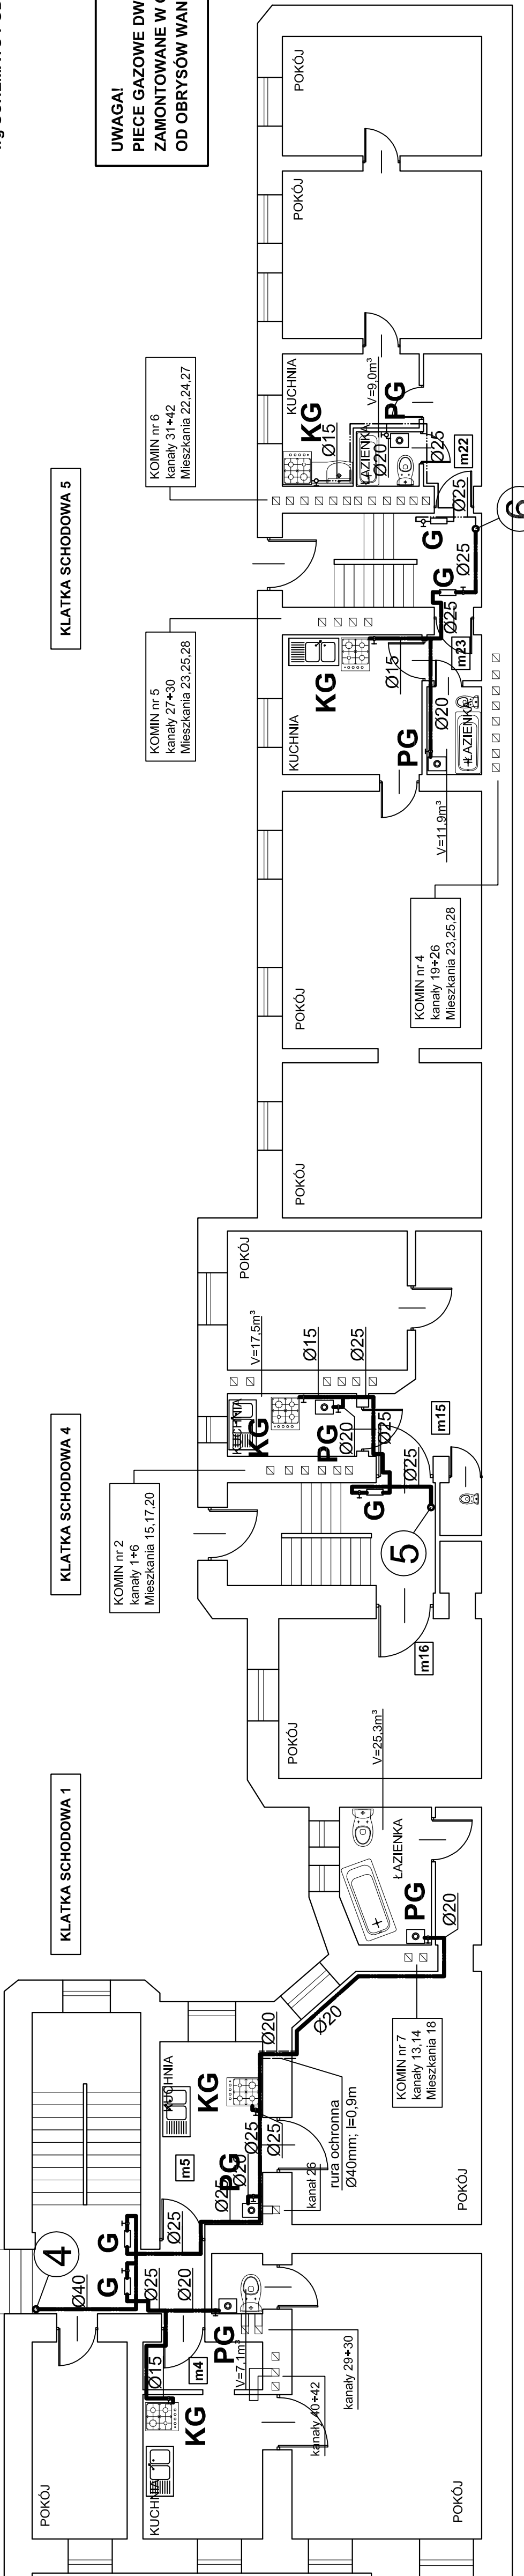 UWAGA!
PIECE GAZOWE DW
ZAMONTOWANE W
OD OBRYSÓW WAN
POKÓJ
POKÓJ
KLATKA SCHODOWA 5
KOMIN nr 6
kanały 31÷42
Mieszkania 22,24,27
KUCHNIA
KG
Ø15
V=9,0m³
ŁAZIENKA
Ø20
PG
Ø25
m22
Ø25
G
G
Ø25
6
Ø25
m23
KOMIN nr 5
kanały 27÷30
Mieszkania 23,25,28
KUCHNIA
KG
Ø15
PG
Ø20
ŁAZIENKA
V=11,9m³
KOMIN nr 4
kanały 19÷26
Mieszkania 23,25,28
POKÓJ
POKÓJ
KLATKA SCHODOWA 4
POKÓJ
V=17,5m³
Ø15
Ø25
KUCHNIA
KG
PG
Ø20
Ø25
Ø25
m15
G
5
KOMIN nr 2
kanały 1÷6
Mieszkania 15,17,20
m16
POKÓJ
V=25,3m³
KLATKA SCHODOWA 1
ŁAZIENKA
PG
Ø20
KOMIN nr 7
kanały 13,14
Mieszkania 18
Ø20
Ø20
rura ochronna
Ø40mm; l=0,9m
KUCHNIA
KG
m5
PG
Ø25
Ø20
Ø25
Ø25
Ø25
kanał 26
POKÓJ
4
G
G
Ø40
Ø25
Ø20
Ø15
m4
PG
V=7,1m³
kanały 29÷30
kanały 40÷42
KG
KUCHNIA
POKÓJ
POKÓJ